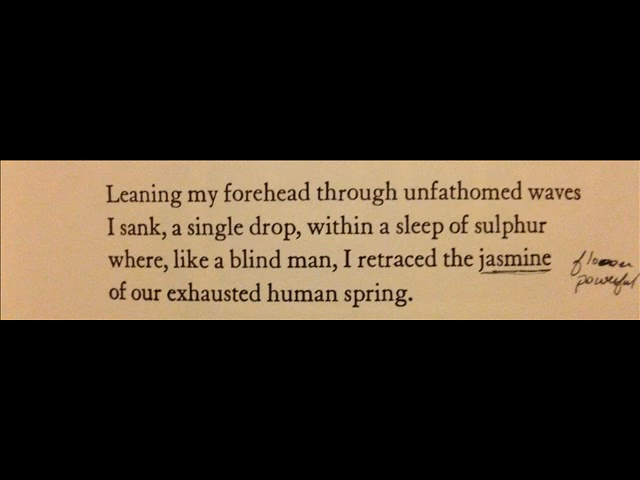 Leaning my forehead through unfathomed waves
I sank, a single drop, within a sleep of sulphur
where, like a blind man, I retraced the jasmine
of our exhausted human spring.
powerful